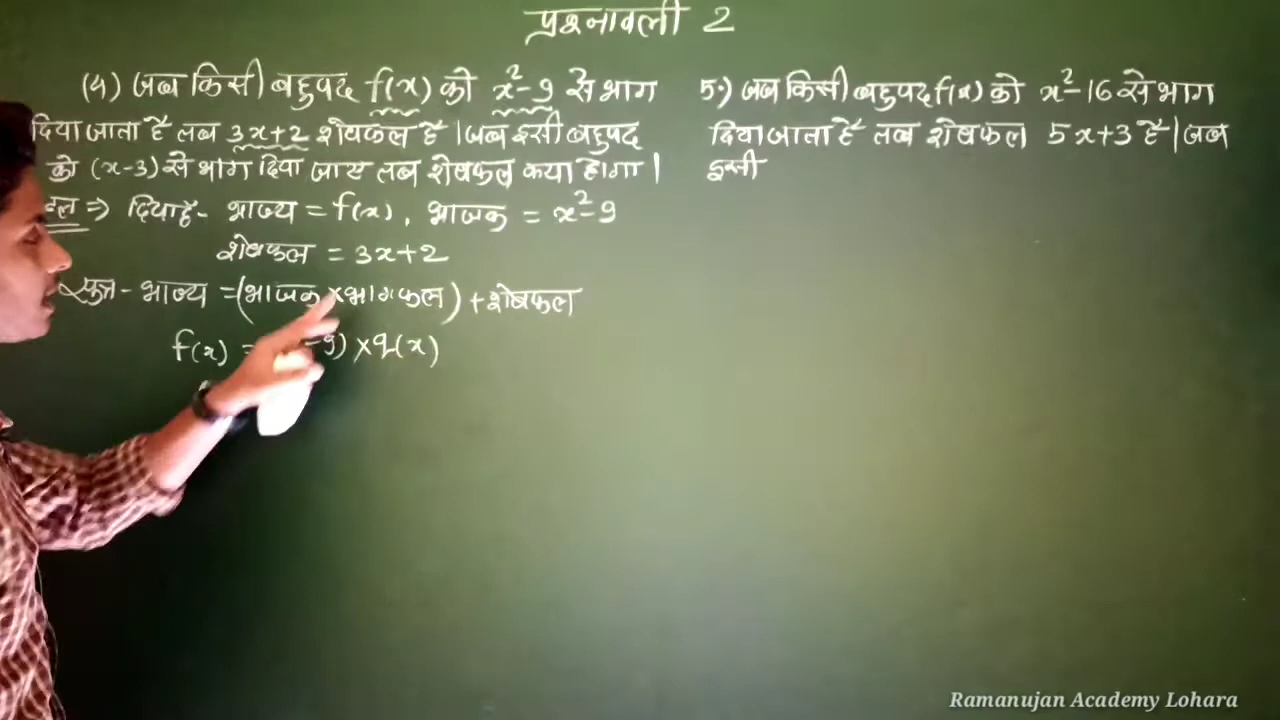 प्रश्नावली 2
(4) जब किसी बहुपद f(x) को x²-9 से भाग
दिया जाता है तब 3x+2 शेषफल है। जब इसी बहुपद
को (x-3) से भाग दिया जाए तब शेषफल क्या होगा।
हल ⇒ दिया है- भाज्य = f(x), भाजक = x²-9
शेषफल = 3x+2
सूत्र - भाज्य =(भाजक×भागफल) + शेषफल
f(x) = -9) × q(x)
5.) जब किसी बहुपद f(x) को x²-16 से भाग
दिया जाता है तब शेषफल 5x+3 है। जब
इसी
Ramanujan Academy Lohara